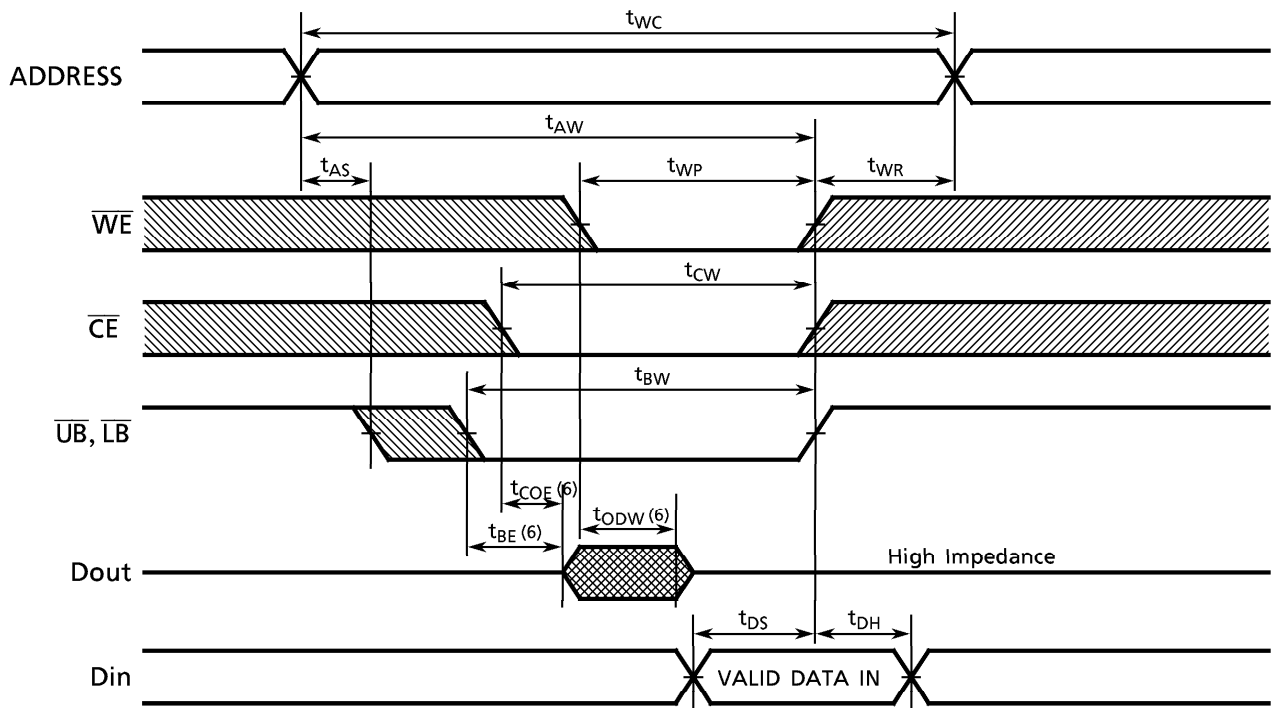 tWC
ADDRESS
tAW
tAS tWP tWR
WE
tCW
CE
tBW
UB, LB
tCOE (6)
tODW (6)
tBE (6)
Dout High Impedance
tDS tDH
Din VALID DATA IN